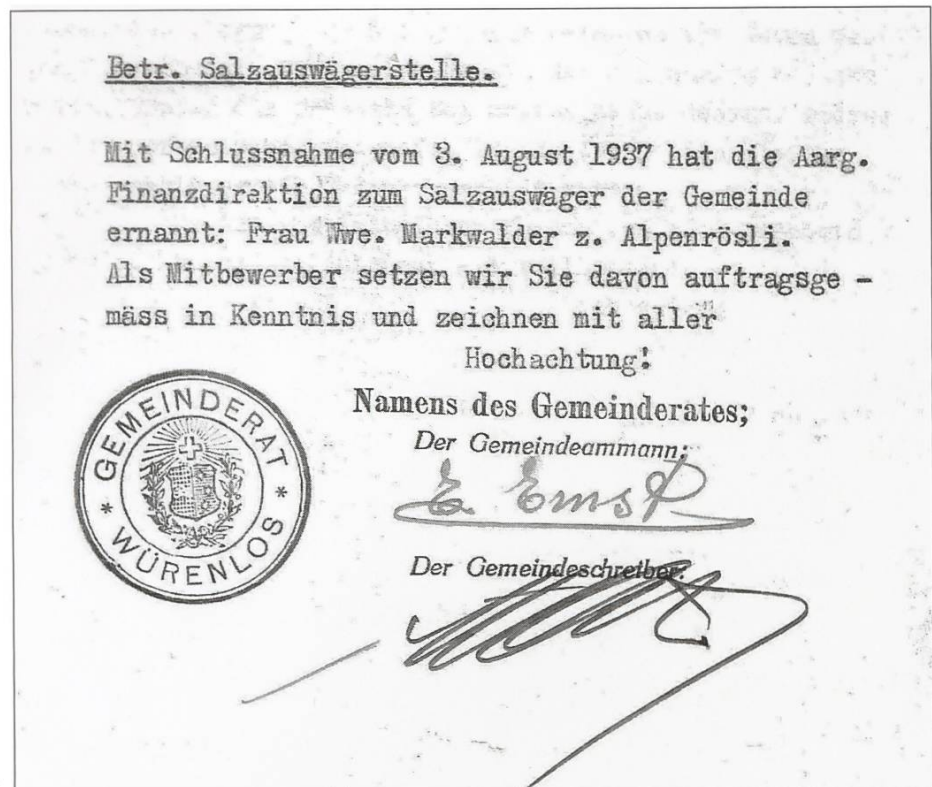 Betr. Salzauswägerstelle.
Mit Schlussnahme vom 3. August 1937 hat die Aarg.
Finanzdirektion zum Salzauswäger der Gemeinde
ernannt: Frau Wwe. Markwalder z. Alpenrösli.
Als Mitbewerber setzen wir Sie davon auftragsge -
mäss in Kenntnis und zeichnen mit aller
Hochachtung!
Namens des Gemeinderates;
Der Gemeindeammann:
E. Ernst
Der Gemeindeschreiber:
* GEMEINDERAT *
WÜRENLOS